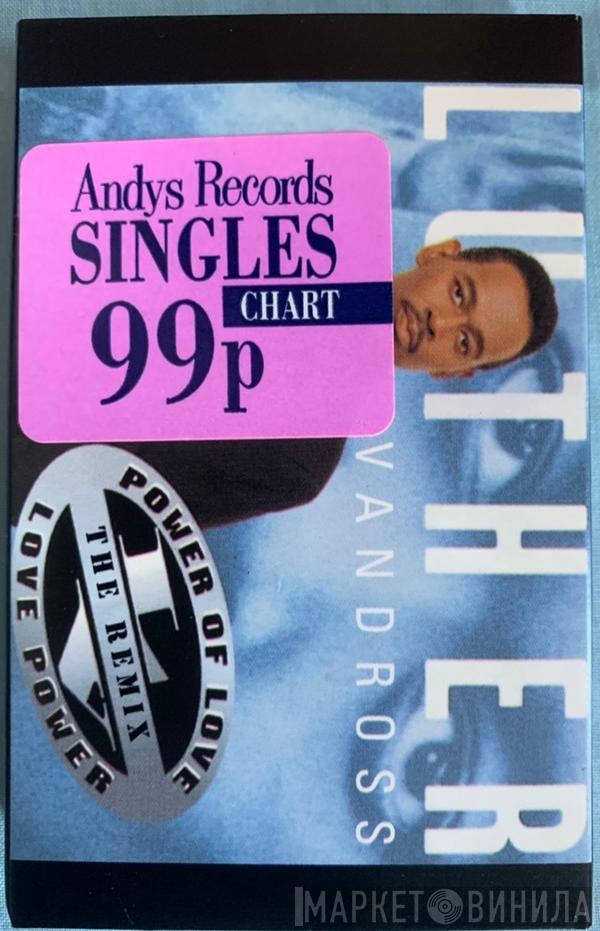 Andys Records
SINGLES
CHART
99p
LUTHER
VANDROSS
POWER OF LOVE
THE REMIX
LOVE POWER
МАРКЕТ ВИНИЛА